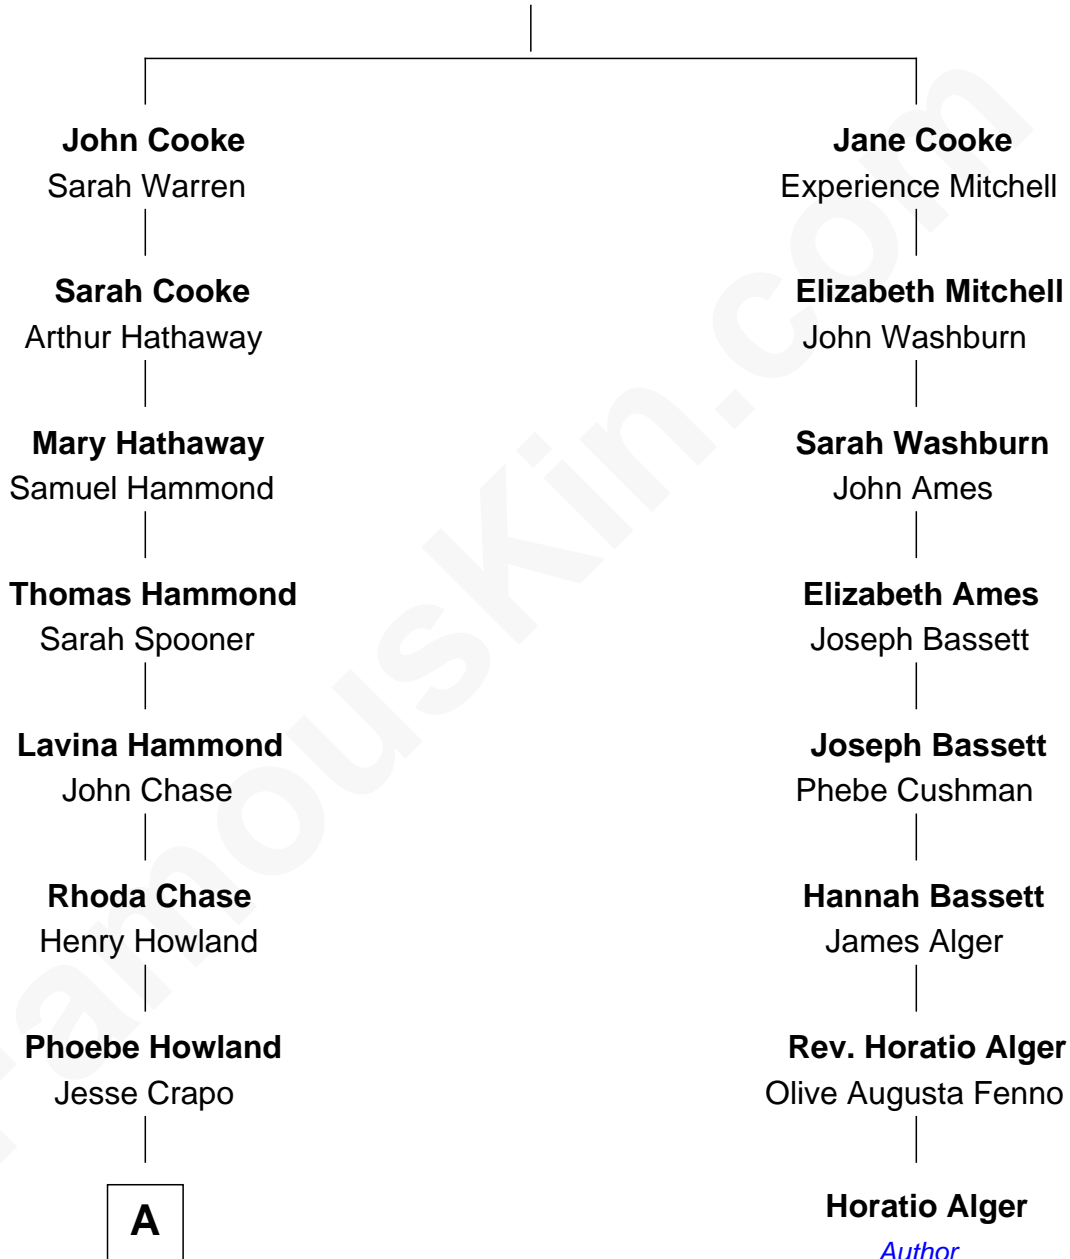 John Cooke
Sarah Warren
Sarah Cooke
Arthur Hathaway
Mary Hathaway
Samuel Hammond
Thomas Hammond
Sarah Spooner
Lavina Hammond
John Chase
Rhoda Chase
Henry Howland
Phoebe Howland
Jesse Crapo
A
Jane Cooke
Experience Mitchell
Elizabeth Mitchell
John Washburn
Sarah Washburn
John Ames
Elizabeth Ames
Joseph Bassett
Joseph Bassett
Phebe Cushman
Hannah Bassett
James Alger
Rev. Horatio Alger
Olive Augusta Fenno
Horatio Alger
Author
FamousKin.com